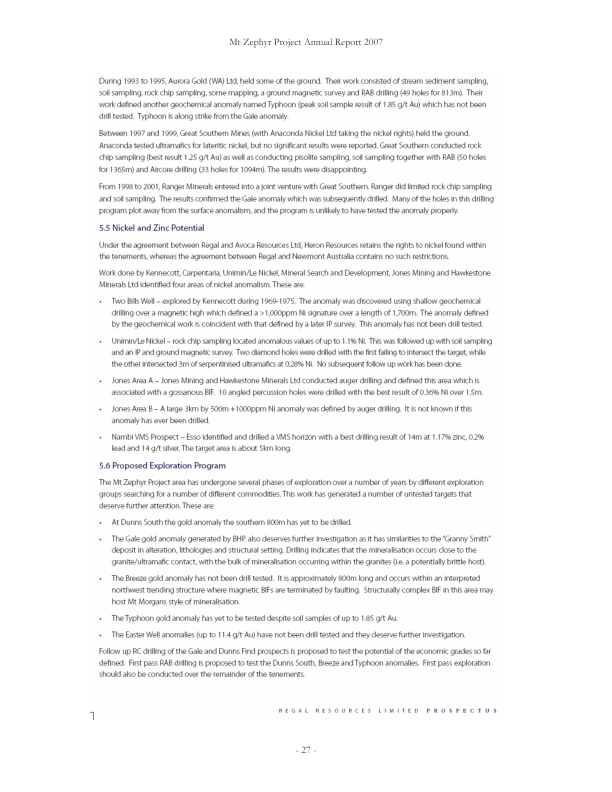 Mt Zephyr Project Annual Report 2007
During 1993 to 1995, Aurora Gold (WA) Ltd, held some of the ground. Their work consisted of stream sediment sampling,
soil sampling, rock chip sampling, some mapping, a ground magnetic survey and RAB drilling (49 holes for 813m). Their
work defined another geochemical anomaly named Typhoon (peak soil sample result of 1.85 g/t Au) which has not been
drill tested. Typhoon is along strike from the Gale anomaly.
Between 1997 and 1999, Great Southern Mines (with Anaconda Nickel Ltd taking the nickel rights) held the ground.
Anaconda tested ultramafics for lateritic nickel, but no significant results were reported. Great Southern conducted rock
chip sampling (best result 1.25 g/t Au) as well as conducting pisolite sampling, soil sampling together with RAB (50 holes
for 1365m) and Aircore drilling (33 holes for 1094m). The results were disappointing.
From 1998 to 2001, Ranger Minerals entered into a joint venture with Great Southern. Ranger did limited rock chip sampling
and soil sampling. The results confirmed the Gale anomaly which was subsequently drilled. Many of the holes in this drilling
program plot away from the surface anomalism, and the program is unlikely to have tested the anomaly properly.
5.5 Nickel and Zinc Potential
Under the agreement between Regal and Avoca Resources Ltd, Heron Resources retains the rights to nickel found within
the tenements, whereas the agreement between Regal and Newmont Australia contains no such restrictions.
Work done by Kennecott, Carpentaria, Unimin/Le Nickel, Mineral Search and Development, Jones Mining and Hawkestone
Minerals Ltd identified four areas of nickel anomalism. These are:
• Two Bills Well – explored by Kennecott during 1969-1975. The anomaly was discovered using shallow geochemical
drilling over a magnetic high which defined a >1,000ppm Ni signature over a length of 1,700m. The anomaly defined
by the geochemical work is coincident with that defined by a later IP survey. This anomaly has not been drill tested.
• Unimin/Le Nickel – rock chip sampling located anomalous values of up to 1.1% Ni. This was followed up with soil sampling
and an IP and ground magnetic survey. Two diamond holes were drilled with the first failing to intersect the target, while
the other intersected 3m of serpentinised ultramafics at 0.28% Ni. No subsequent follow up work has been done.
• Jones Area A – Jones Mining and Hawkestone Minerals Ltd conducted auger drilling and defined this area which is
associated with a gossanous BIF. 10 angled percussion holes were drilled with the best result of 0.36% Ni over 1.5m.
• Jones Area B – A large 3km by 500m +1000ppm Ni anomaly was defined by auger drilling. It is not known if this
anomaly has ever been drilled.
• Nambi VMS Prospect – Esso identified and drilled a VMS horizon with a best drilling result of 14m at 1.17% zinc, 0.2%
lead and 14 g/t silver. The target area is about 5km long.
5.6 Proposed Exploration Program
The Mt Zephyr Project area has undergone several phases of exploration over a number of years by different exploration
groups searching for a number of different commodities. This work has generated a number of untested targets that
deserve further attention. These are:
• At Dunns South the gold anomaly the southern 800m has yet to be drilled.
• The Gale gold anomaly generated by BHP also deserves further investigation as it has similarities to the "Granny Smith"
deposit in alteration, lithologies and structural setting. Drilling indicates that the mineralisation occurs close to the
granite/ultramafic contact, with the bulk of mineralisation occurring within the granites (i.e. a potentially brittle host).
• The Breeze gold anomaly has not been drill tested. It is approximately 800m long and occurs within an interpreted
northwest trending structure where magnetic BIFs are terminated by faulting. Structurally complex BIF in this area may
host Mt Morgans style of mineralisation.
• The Typhoon gold anomaly has yet to be tested despite soil samples of up to 1.85 g/t Au.
• The Easter Well anomalies (up to 11.4 g/t Au) have not been drill tested and they deserve further investigation.
Follow up RC drilling of the Gale and Dunns Find prospects is proposed to test the potential of the economic grades so far
defined. First pass RAB drilling is proposed to test the Dunns South, Breeze and Typhoon anomalies. First pass exploration
should also be conducted over the remainder of the tenements.
REGAL RESOURCES LIMITED PROSPECTUS
- 27 -